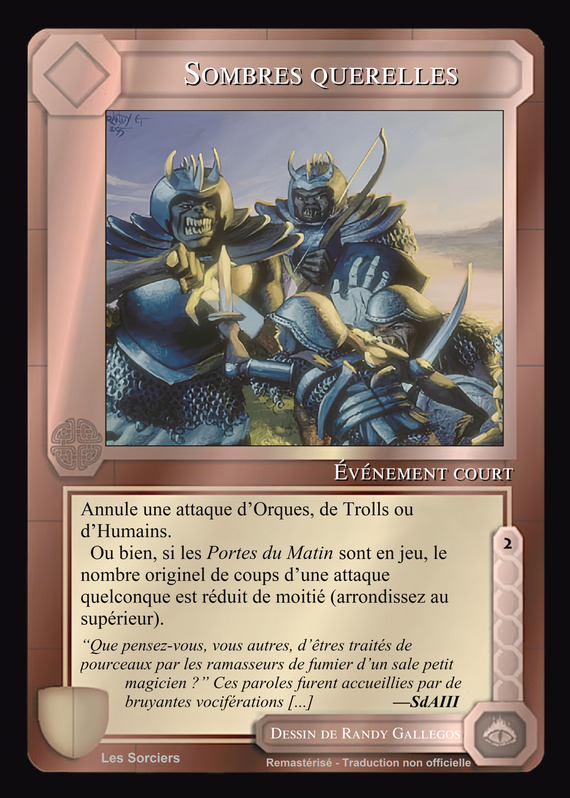 RANDY G
SOMBRES QUERELLES
ÉVÉNEMENT COURT
Annule une attaque d’Orques, de Trolls ou
d’Humains.
Ou bien, si les Portes du Matin sont en jeu, le
nombre originel de coups d’une attaque
quelconque est réduit de moitié (arrondissez au
supérieur).
“Que pensez-vous, vous autres, d’êtres traités de
pourceaux par les ramasseurs de fumier d’un sale petit
magicien ?” Ces paroles furent accueillies par de
bruyantes vociférations [...] —SdAIII
2
DESSIN DE RANDY GALLEGOS
Les Sorciers
Remastérisé - Traduction non officielle